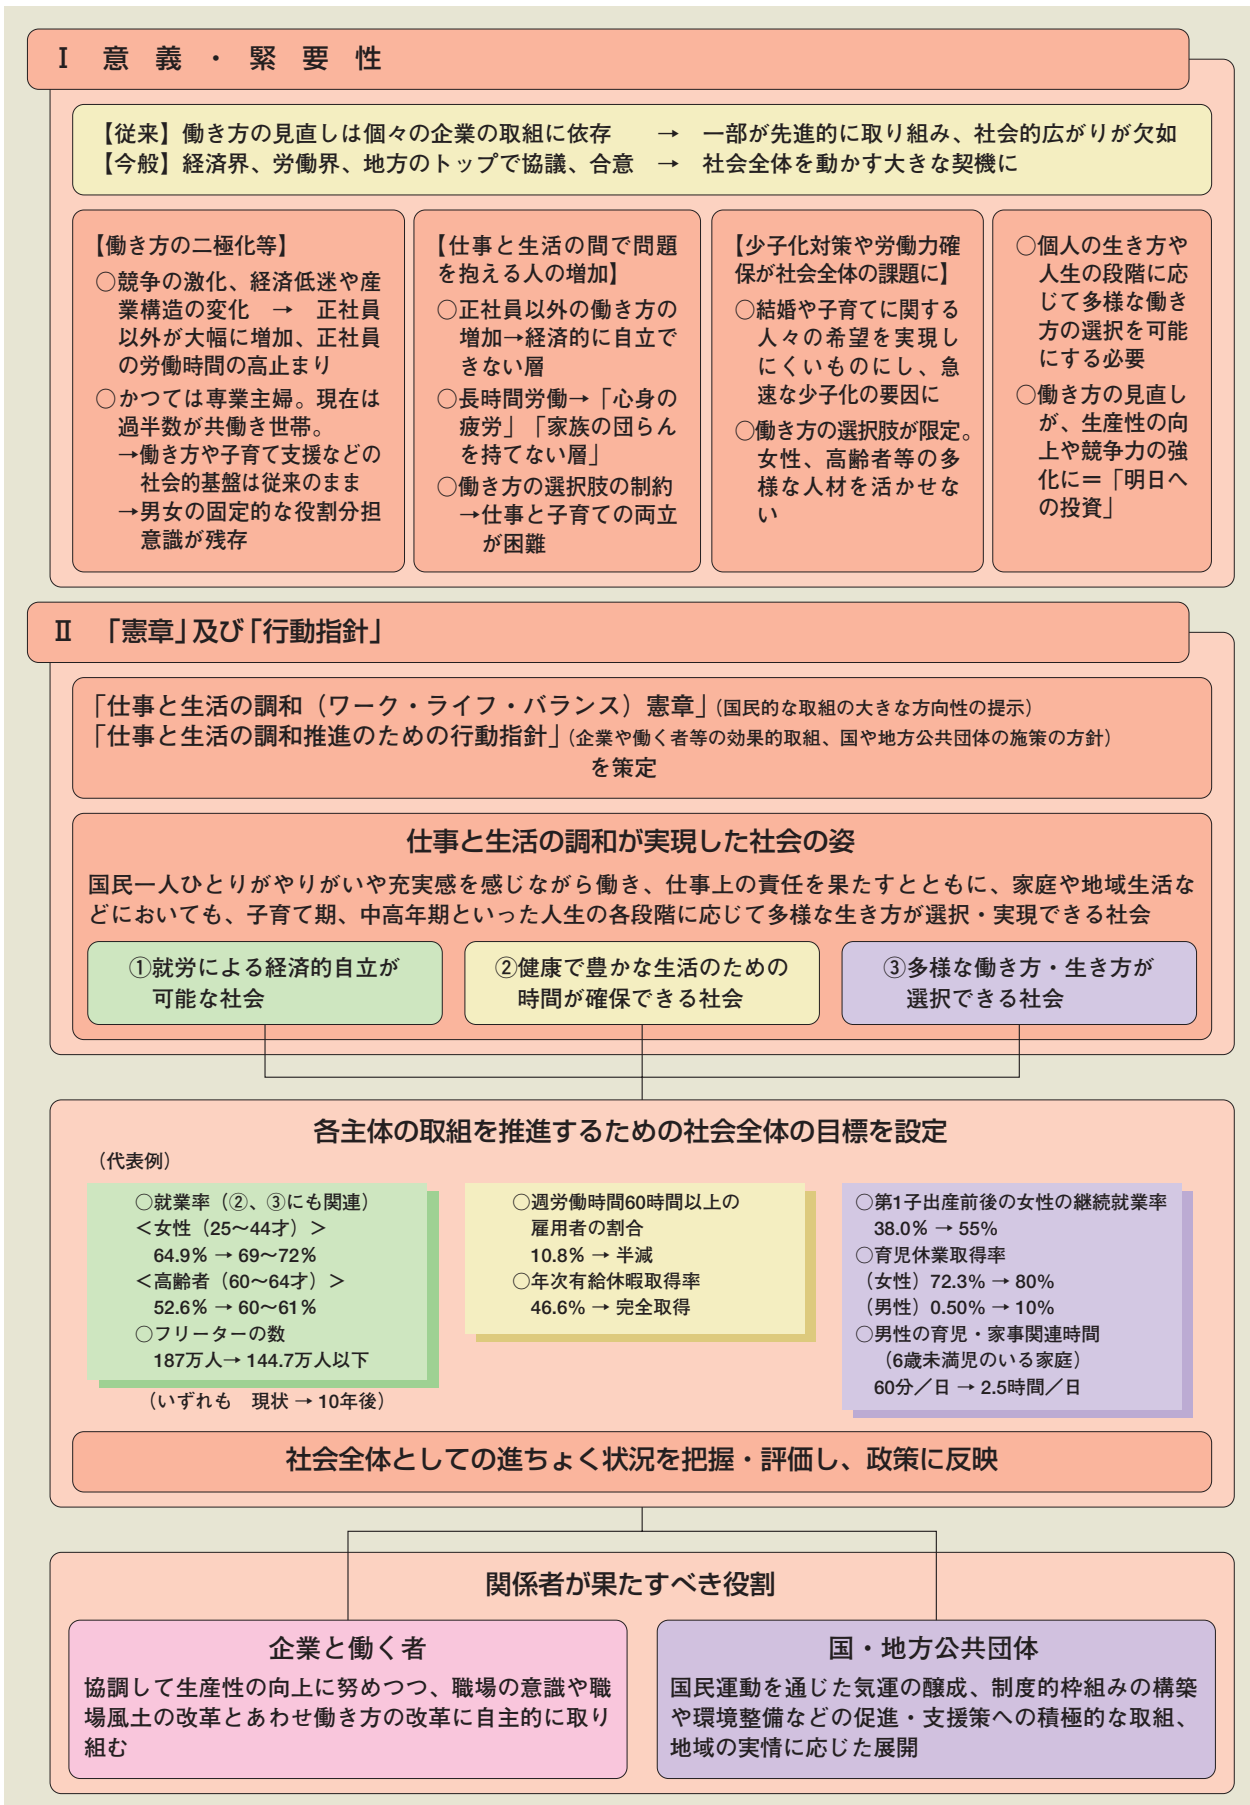 Ⅰ 意義・緊要性
【従来】働き方の見直しは個々の企業の取組に依存 → 一部が先進的に取り組み、社会的広がりが欠如
【今般】経済界、労働界、地方のトップで協議、合意 → 社会全体を動かす大きな契機に
【働き方の二極化等】
○競争の激化、経済低迷や産
業構造の変化 → 正社員
以外が大幅に増加、正社員
の労働時間の高止まり
○かつては専業主婦。現在は
過半数が共働き世帯。
→働き方や子育て支援などの
社会的基盤は従来のまま
→男女の固定的な役割分担
意識が残存
【仕事と生活の間で問題
を抱える人の増加】
○正社員以外の働き方の
増加→経済的に自立で
きない層
○長時間労働→「心身の
疲労」「家族の団らん
を持てない層」
○働き方の選択肢の制約
→仕事と子育ての両立
が困難
【少子化対策や労働力確
保が社会全体の課題に】
○結婚や子育てに関する
人々の希望を実現し
にくいものにし、急
速な少子化の要因に
○働き方の選択肢が限定。
女性、高齢者等の多
様な人材を活かせな
い
○個人の生き方や
人生の段階に応
じて多様な働き
方の選択を可能
にする必要
○働き方の見直し
が、生産性の向
上や競争力の強
化に＝「明日へ
の投資」
Ⅱ 「憲章」及び「行動指針」
「仕事と生活の調和（ワーク・ライフ・バランス）憲章」（国民的な取組の大きな方向性の提示）
「仕事と生活の調和推進のための行動指針」（企業や働く者等の効果的取組、国や地方公共団体の施策の方針）
を策定
仕事と生活の調和が実現した社会の姿
国民一人ひとりがやりがいや充実感を感じながら働き、仕事上の責任を果たすとともに、家庭や地域生活な
どにおいても、子育て期、中高年期といった人生の各段階に応じて多様な生き方が選択・実現できる社会
①就労による経済的自立が
可能な社会
②健康で豊かな生活のための
時間が確保できる社会
③多様な働き方・生き方が
選択できる社会
各主体の取組を推進するための社会全体の目標を設定
（代表例）
○就業率（②、③にも関連）
＜女性（25〜44才）＞
64.9％ → 69〜72％
＜高齢者（60〜64才）＞
52.6％ → 60〜61％
○フリーターの数
187万人→ 144.7万人以下
（いずれも 現状 → 10年後）
○週労働時間60時間以上の
雇用者の割合
10.8％ → 半減
○年次有給休暇取得率
46.6％ → 完全取得
○第1子出産前後の女性の継続就業率
38.0％ → 55％
○育児休業取得率
（女性）72.3％ → 80％
（男性）0.50％ → 10％
○男性の育児・家事関連時間
（6歳未満児のいる家庭）
60分／日 → 2.5時間／日
社会全体としての進ちょく状況を把握・評価し、政策に反映
関係者が果たすべき役割
企業と働く者
協調して生産性の向上に努めつつ、職場の意識や職
場風土の改革とあわせ働き方の改革に自主的に取り
組む
国・地方公共団体
国民運動を通じた気運の醸成、制度的枠組みの構築
や環境整備などの促進・支援策への積極的な取組、
地域の実情に応じた展開